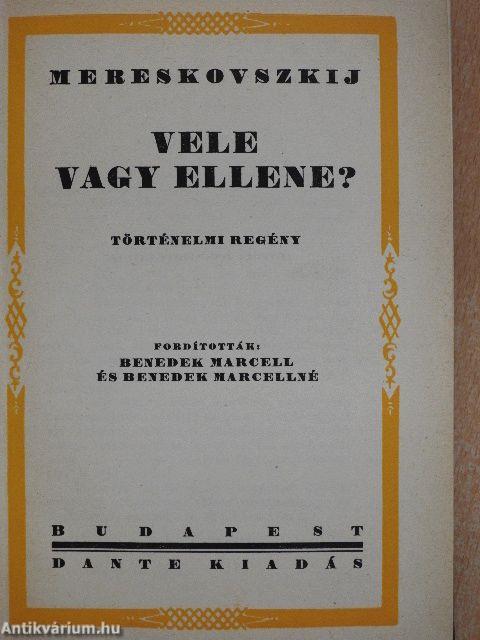 MERESKOVSZKIJ
VELE
VAGY ELLENE?
TÖRTÉNELMI REGÉNY
FORDÍTOTTÁK:
BENEDEK MARCELL
ÉS BENEDEK MARCELLNÉ
BUDAPEST
DANTE KIADÁS
Antikvárium.hu